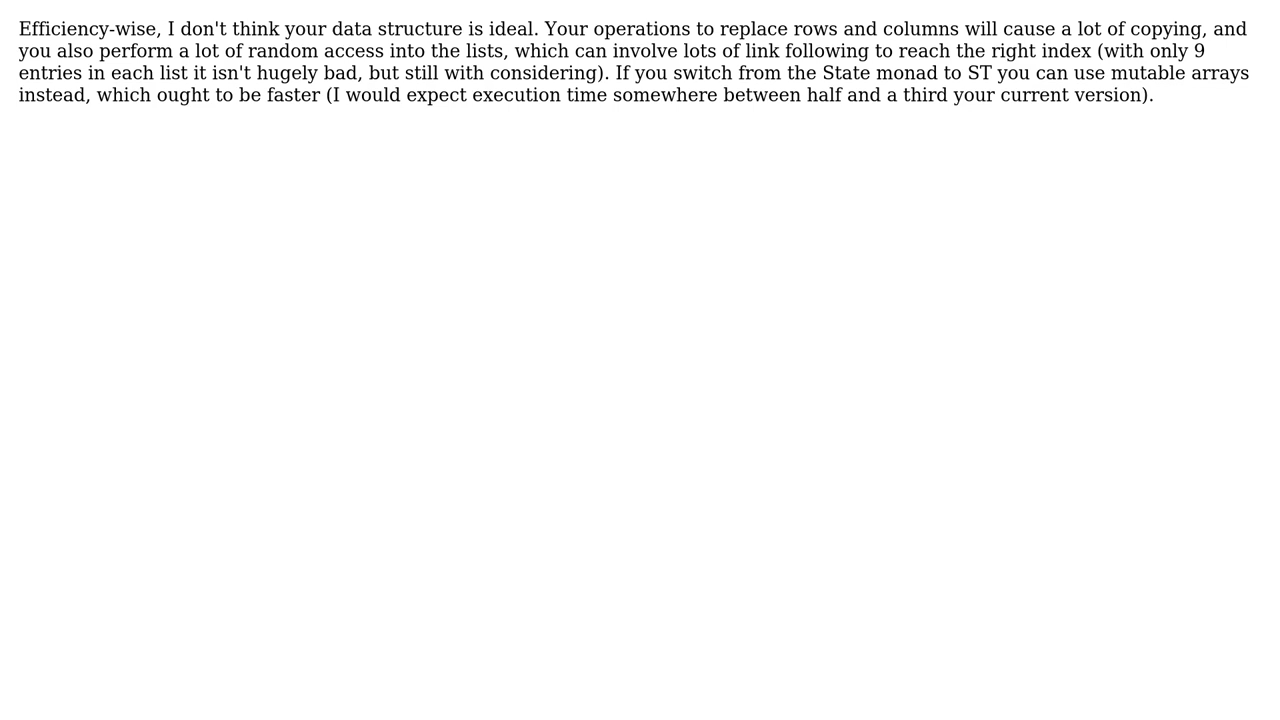 Efficiency-wise, I don't think your data structure is ideal. Your operations to replace rows and columns will cause a lot of copying, and
you also perform a lot of random access into the lists, which can involve lots of link following to reach the right index (with only 9
entries in each list it isn't hugely bad, but still with considering). If you switch from the State monad to ST you can use mutable arrays
instead, which ought to be faster (I would expect execution time somewhere between half and a third your current version).